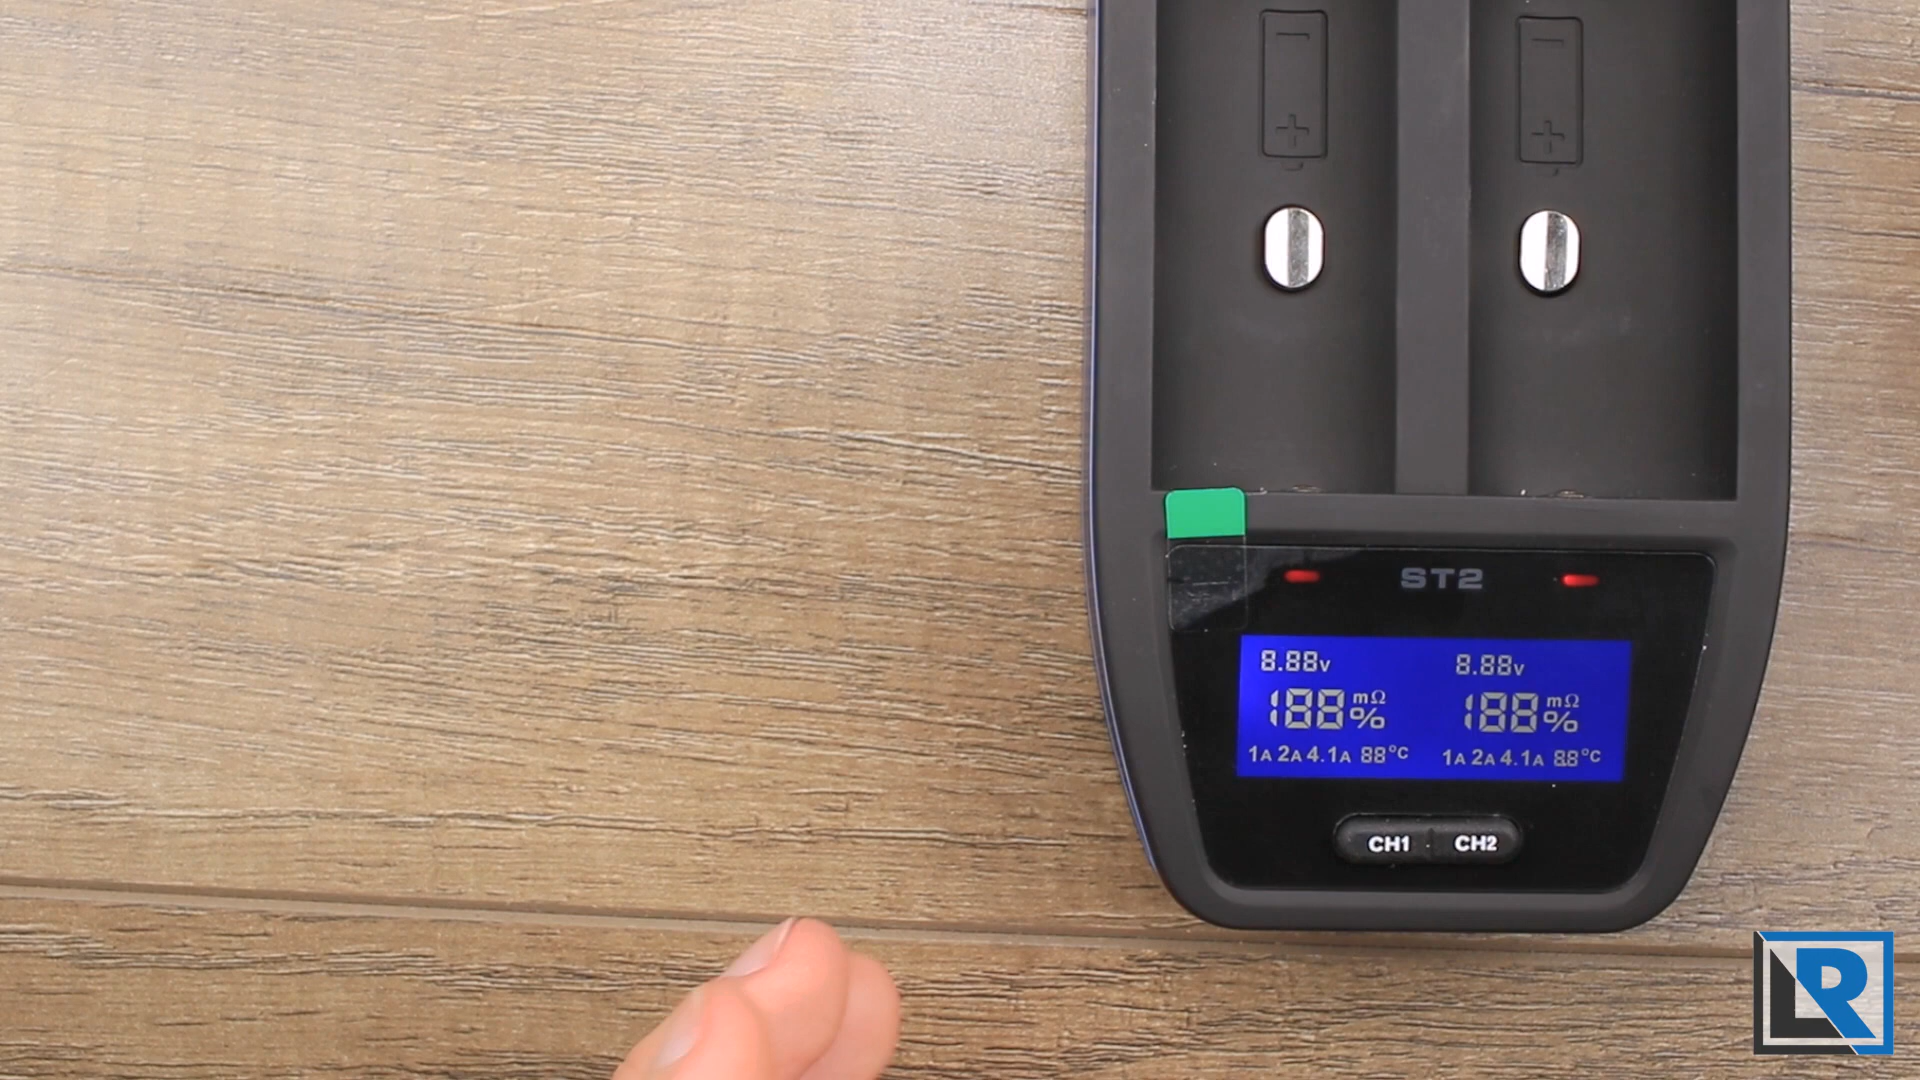 ST2
8.88v 8.88v
188 mΩ % 188 mΩ %
1A 2A 4.1A 88°C 1A 2A 4.1A 88°C
CH1 CH2
LR